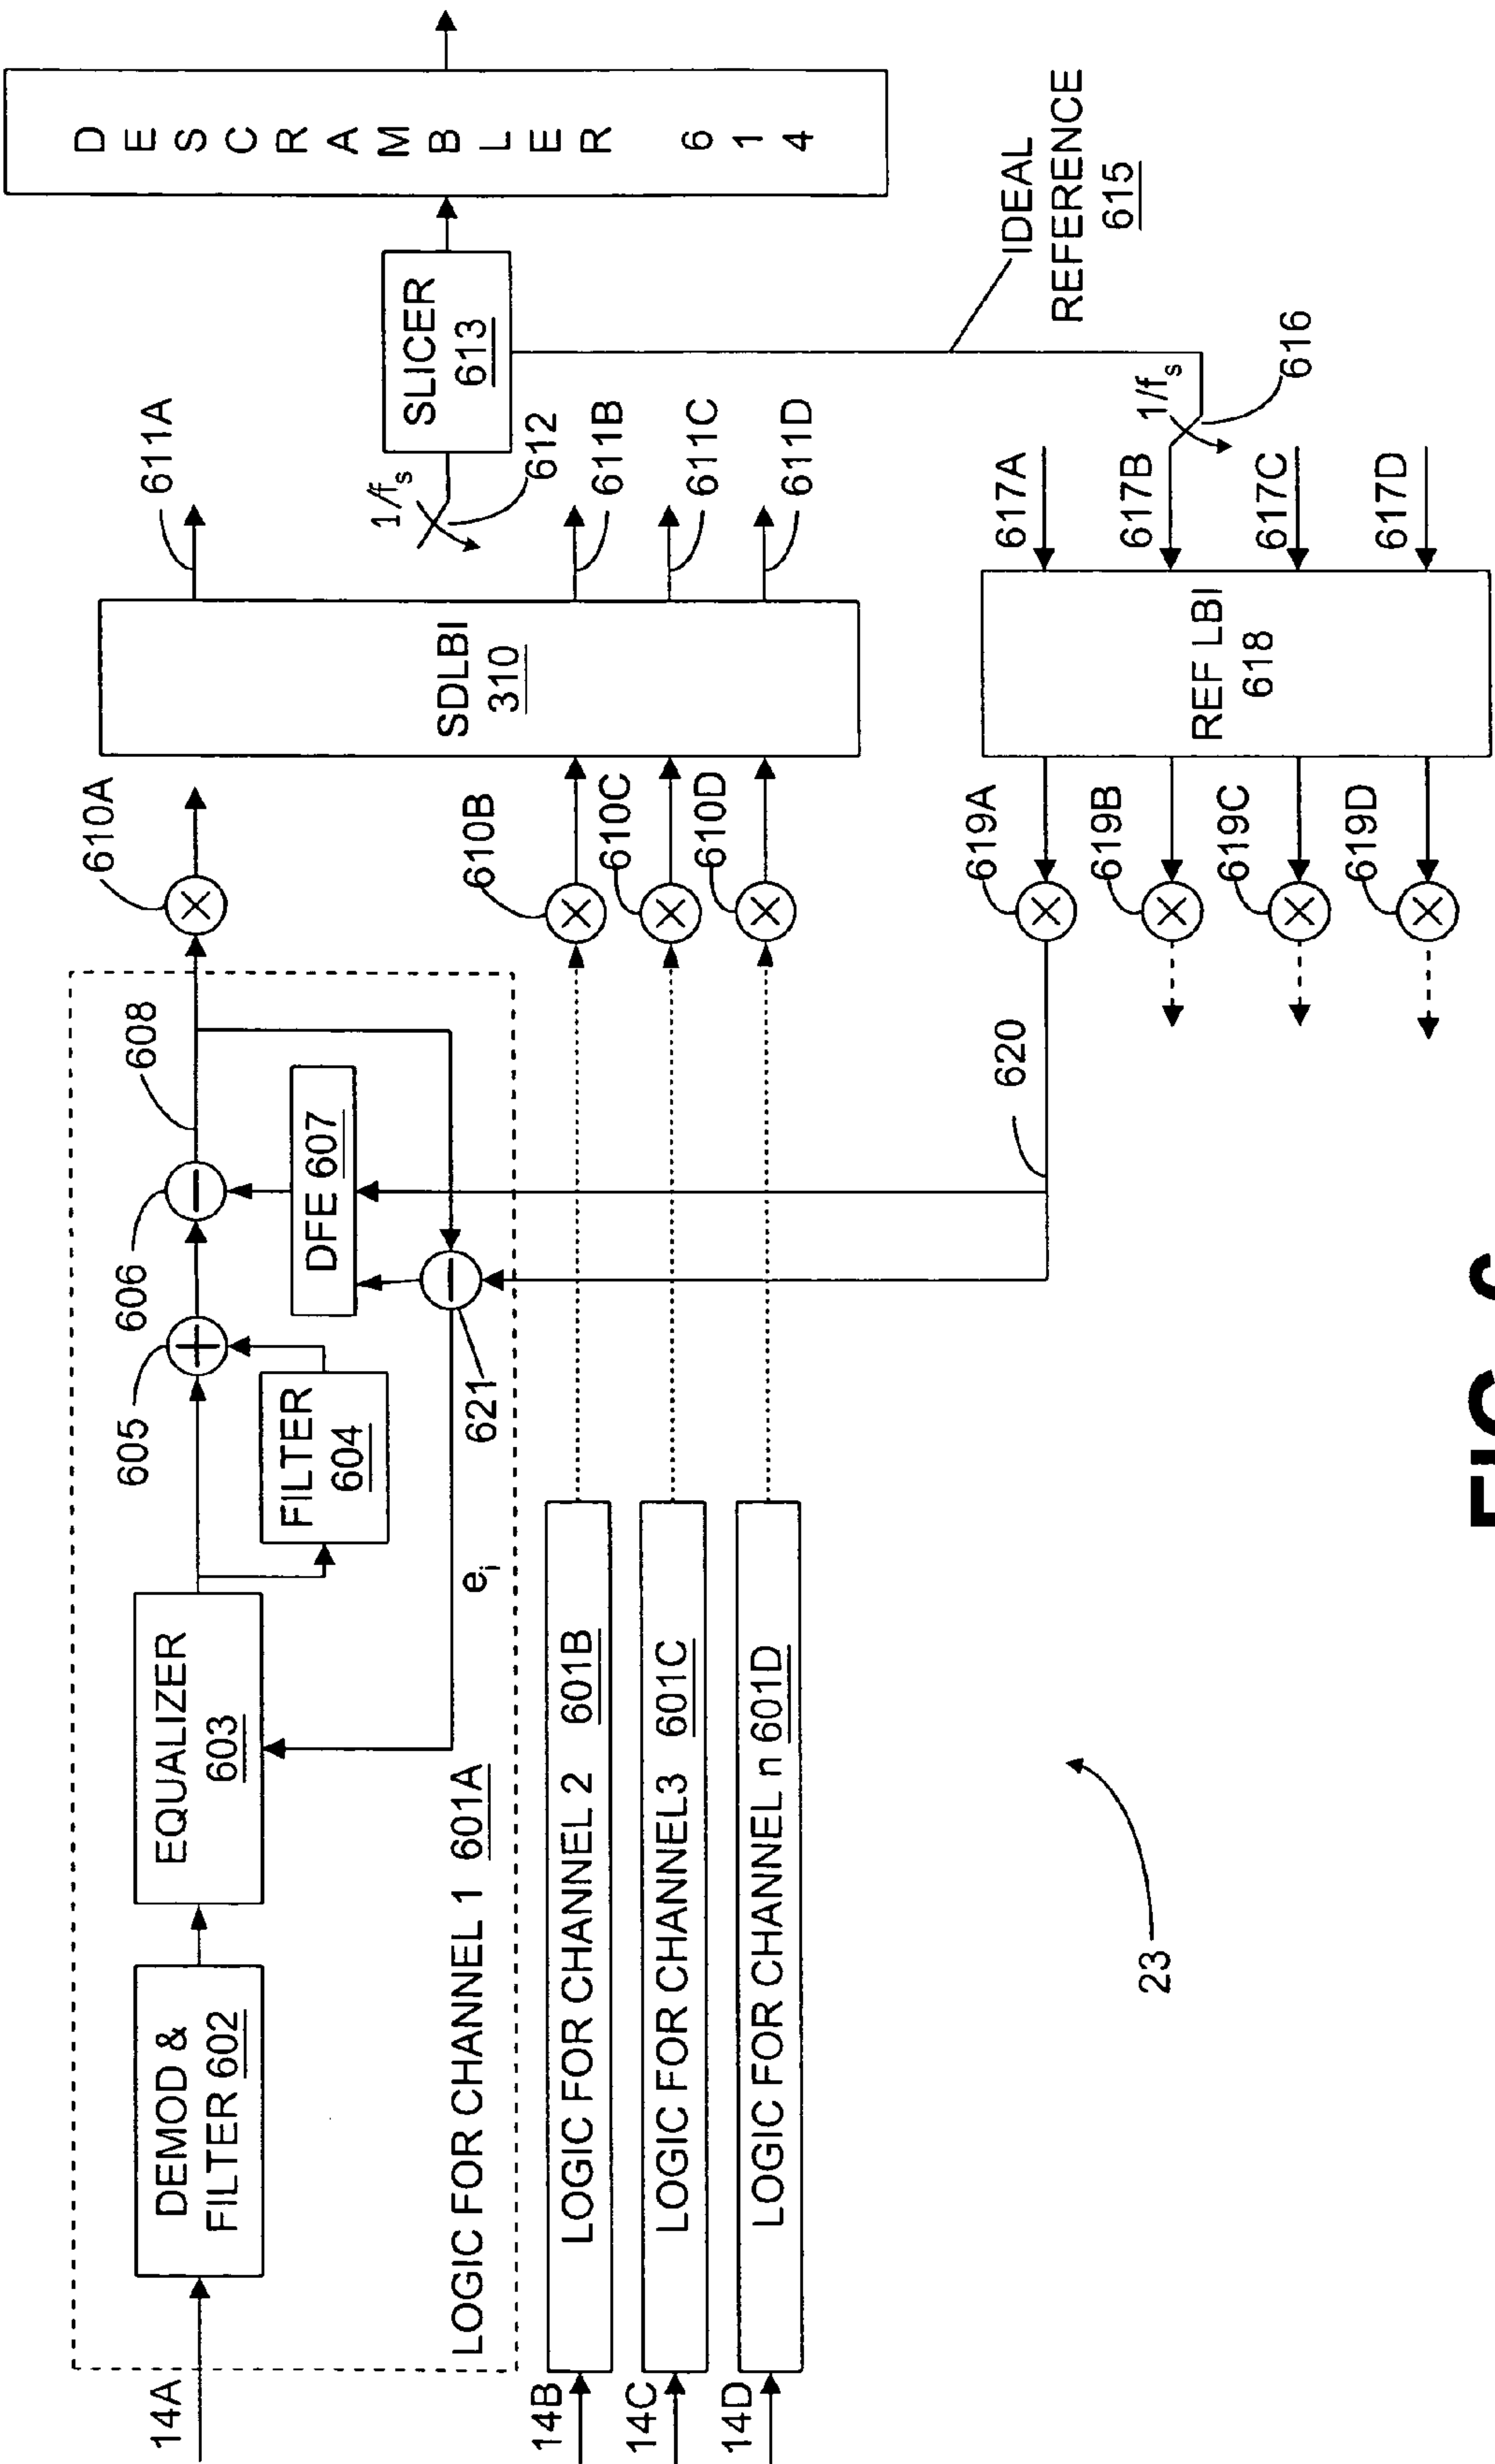 14A
DEMOD &
FILTER 602
EQUALIZER
603
FILTER
604
605
606
DFE 607
608
621
e_i
LOGIC FOR CHANNEL 1 601A
14B
LOGIC FOR CHANNEL 2 601B
14C
LOGIC FOR CHANNEL3 601C
14D
LOGIC FOR CHANNEL n 601D
610A
610B
610C
610D
SDLBI
310
611A
611B
611C
611D
1/f_s
612
SLICER
613
DESCRAMBLER 614
IDEAL
REFERENCE
615
1/f_s
616
617A
617B
617C
617D
REF LBI
618
619A
619B
619C
619D
620
23